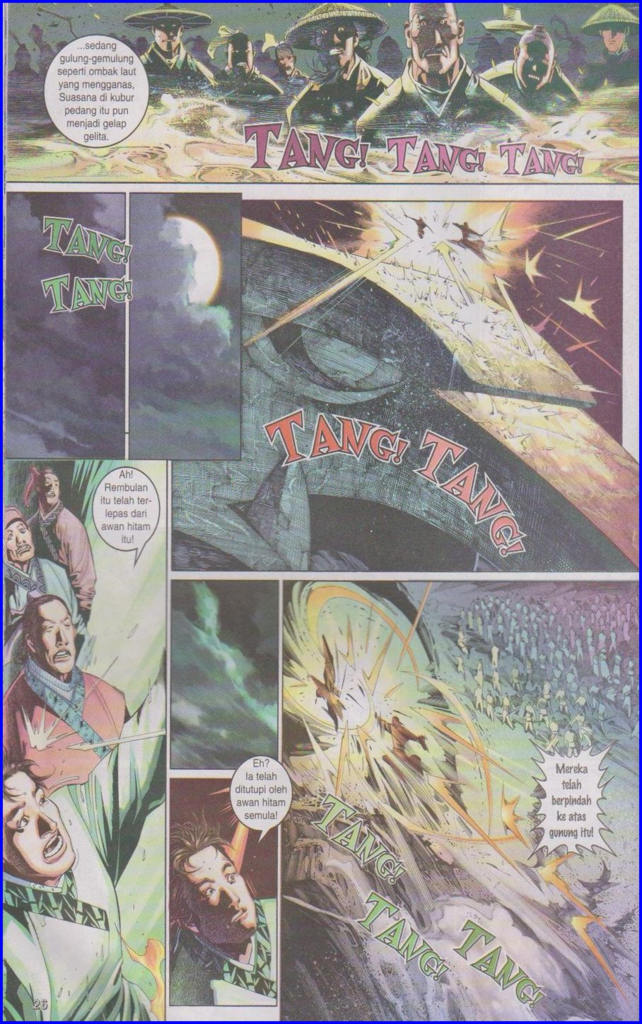 ...sedang
gulung-gemulung
seperti ombak laut
yang mengganas,
Suasana di kubur
pedang itu pun
menjadi gelap
gelita.
TANG! TANG! TANG!
TANG!
TANG!
TANG! TANG!
Ah!
Rembulan
itu telah ter-
lepas dari
awan hitam
itu!
Eh?
Ia telah
ditutupi oleh
awan hitam
semula!
Mereka
telah
berpindah
ke atas
gunung itu!
TANG!
TANG!
TANG!
26